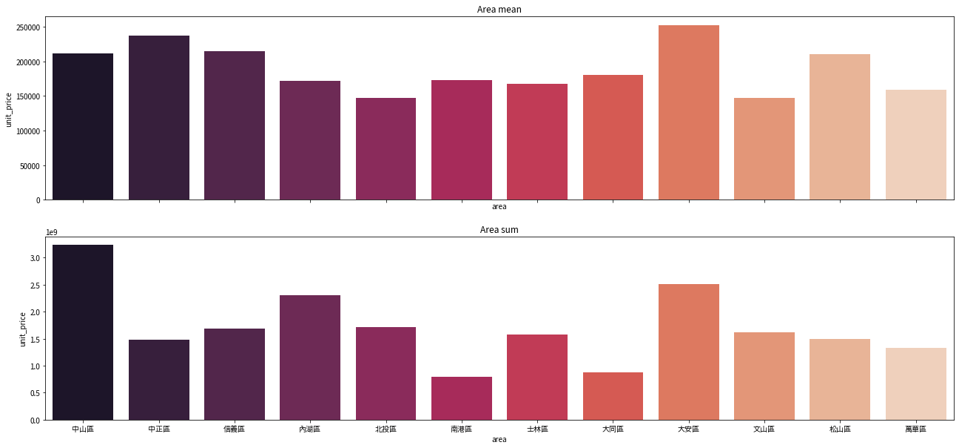 Area mean
250000
200000
150000
100000
50000
0
unit_price
area
Area sum
1e9
3.0
2.5
2.0
1.5
1.0
0.5
0.0
unit_price
中山區 中正區 信義區 內湖區 北投區 南港區 士林區 大同區 大安區 文山區 松山區 萬華區
area